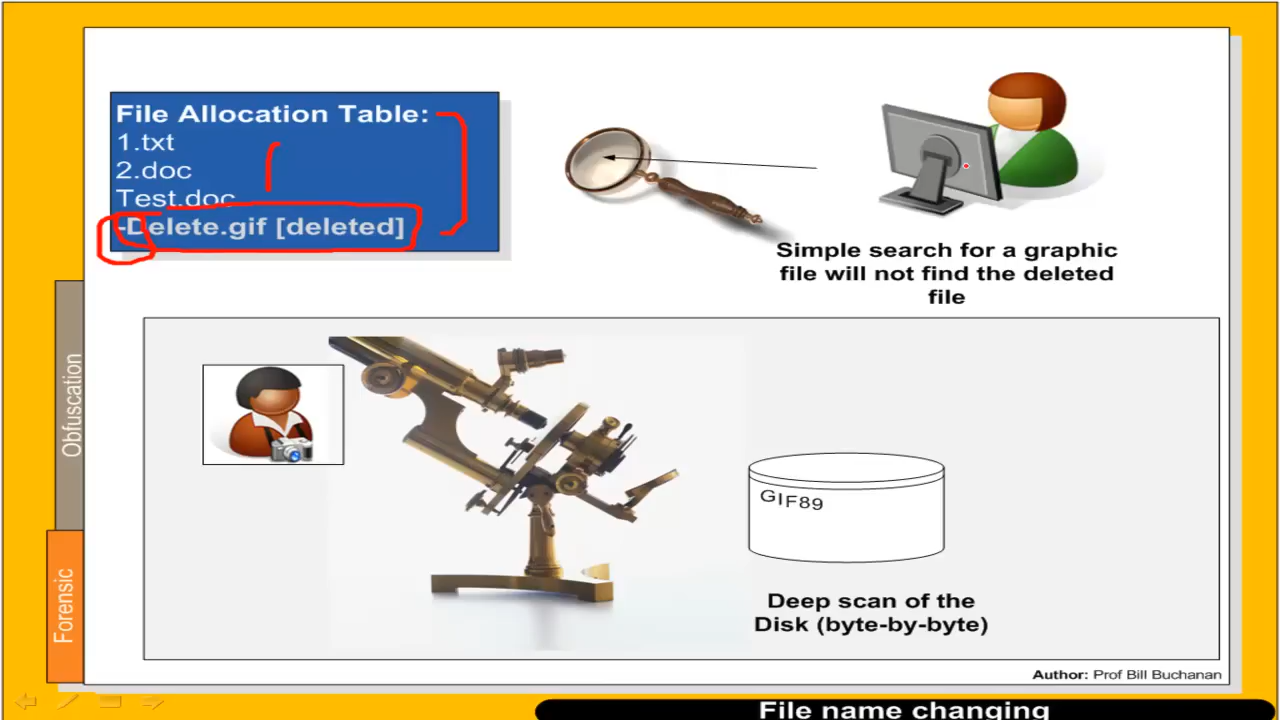 File Allocation Table:
1.txt
2.doc
Test.doc
-Delete.gif [deleted]
Simple search for a graphic
file will not find the deleted
file
Obfuscation
Forensic
GIF89
Deep scan of the
Disk (byte-by-byte)
Author: Prof Bill Buchanan
File name changing